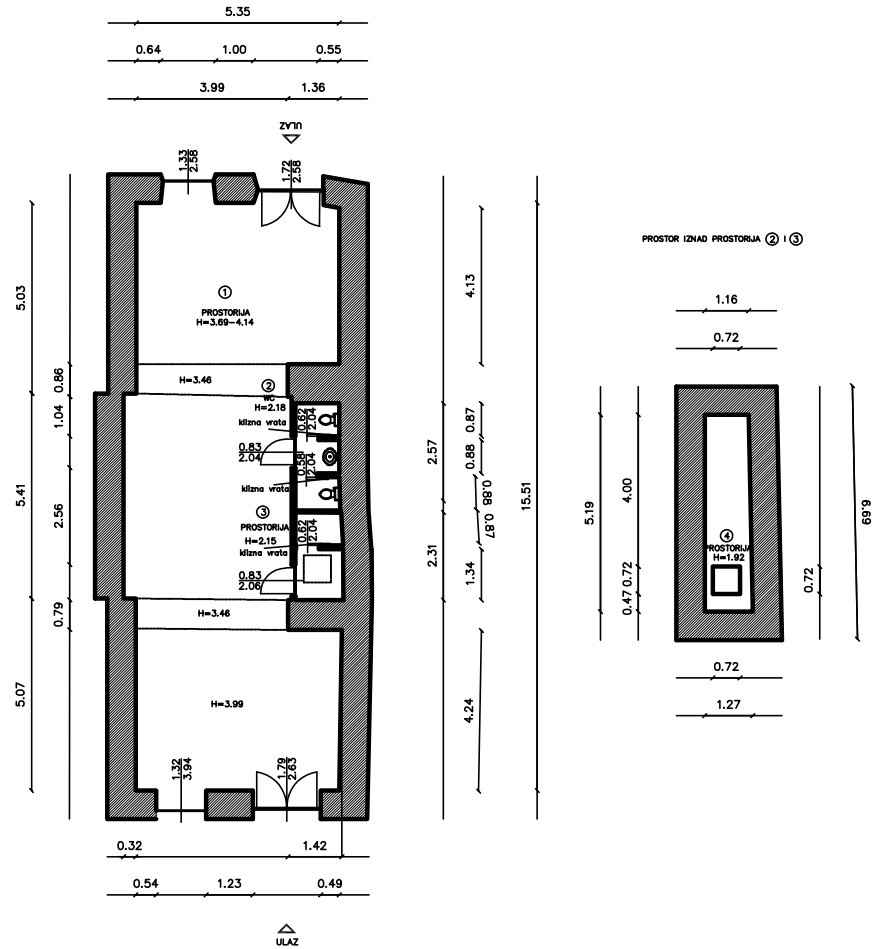 5.35
0.64 1.00 0.55
3.99 1.36
ULAZ
1.33
2.58
1.72
2.58
5.03
0.86
1.04
5.41
2.56
0.79
5.07
①
PROSTORIJA
H=3.69-4.14
H=3.46
②
WC
H=2.18
klizna vrata
0.62
2.04
0.83
2.04
0.58
2.04
klizna vrata
③
PROSTORIJA
H=2.15
klizna vrata
0.62
2.04
0.83
2.06
H=3.46
H=3.99
1.32
3.94
1.79
2.63
0.32 1.42
0.54 1.23 0.49
ULAZ
4.13
0.87
2.57
0.88
0.88 0.87
2.31
1.34
4.24
15.51
PROSTOR IZNAD PROSTORIJA ② I ③
1.16
0.72
5.19
4.00
0.72
0.47
④
PROSTORIJA
H=1.92
0.72
6.69
0.72
1.27